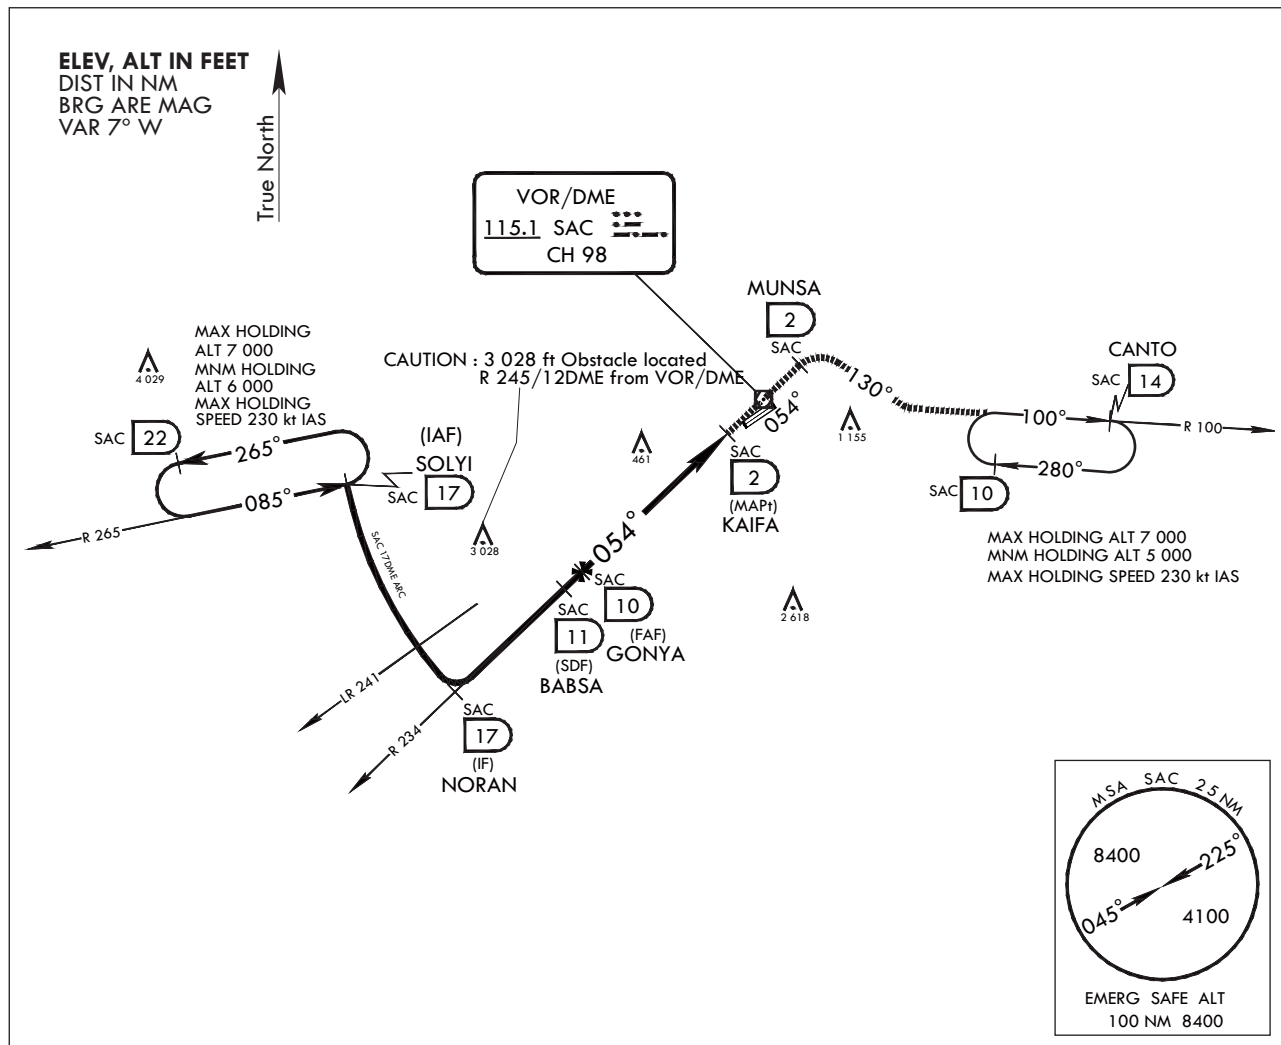 ELEV, ALT IN FEET
DIST IN NM
BRG ARE MAG
VAR 7° W
True North
VOR/DME
115.1 SAC
CH 98
MUNSA
2
SAC
MAX HOLDING
ALT 7 000
MNM HOLDING
ALT 6 000
MAX HOLDING
SPEED 230 kt IAS
4 029
CAUTION : 3 028 ft Obstacle located
R 245/12DME from VOR/DME
CANTO
SAC 14
130°
054°
1 155
100°
R 100
280°
SAC 10
SAC 22
265°
085°
R 265
(IAF)
SOLYI
SAC 17
461
SAC
2
(MAPt)
KAIFA
MAX HOLDING ALT 7 000
MNM HOLDING ALT 5 000
MAX HOLDING SPEED 230 kt IAS
SAC 17DME ARC
3 028
054°
SAC
10
(FAF)
GONYA
SAC
11
(SDF)
BABSA
2 618
LR 241
R 234
SAC
17
(IF)
NORAN
MSA SAC 25 NM
8400
225°
045°
4100
EMERG SAFE ALT
100 NM 8400